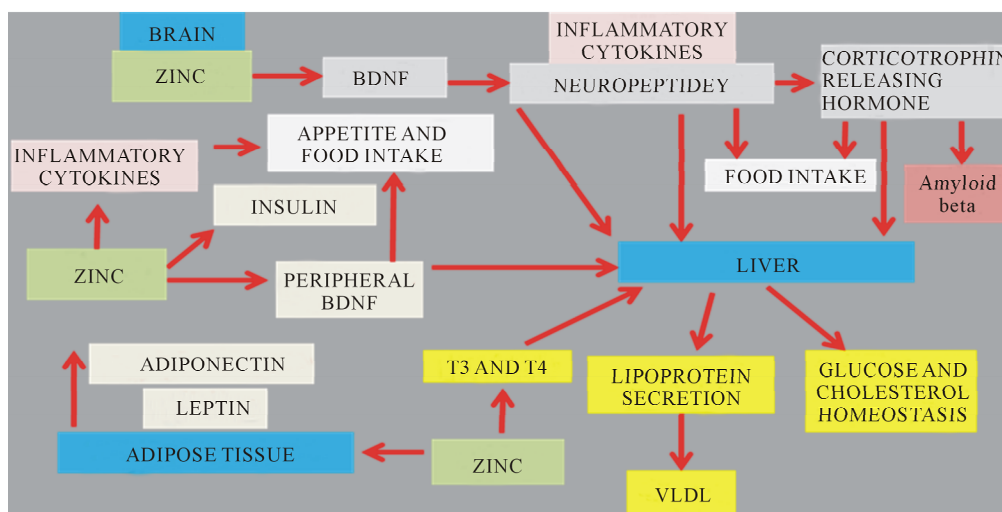 BRAIN
ZINC
BDNF
INFLAMMATORY
CYTOKINES
NEUROPEPTIDEY
CORTICOTROPHIN
RELEASING
HORMONE
INFLAMMATORY
CYTOKINES
APPETITE AND
FOOD INTAKE
FOOD INTAKE
Amyloid
beta
INSULIN
ZINC
PERIPHERAL
BDNF
LIVER
ADIPONECTIN
LEPTIN
ADIPOSE TISSUE
T3 AND T4
ZINC
LIPOPROTEIN
SECRETION
VLDL
GLUCOSE AND
CHOLESTEROL
HOMEOSTASIS